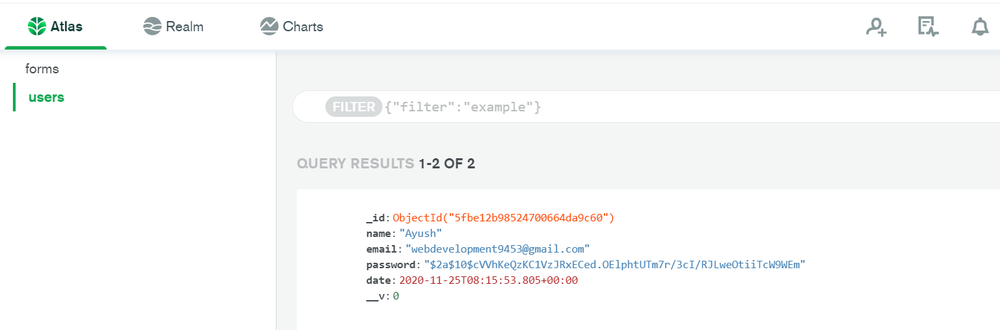 Atlas
Realm
Charts
forms
users
FILTER {"filter":"example"}
QUERY RESULTS 1-2 OF 2
_id: ObjectId("5fbe12b98524700664da9c60")
name: "Ayush"
email: "webdevelopment9453@gmail.com"
password: "$2a$10$cVVhKeQzKC1VzJRxECed.OElphtUTm7r/3cI/RJLweOtiiTcW9WEm"
date: 2020-11-25T08:15:53.805+00:00
__v: 0